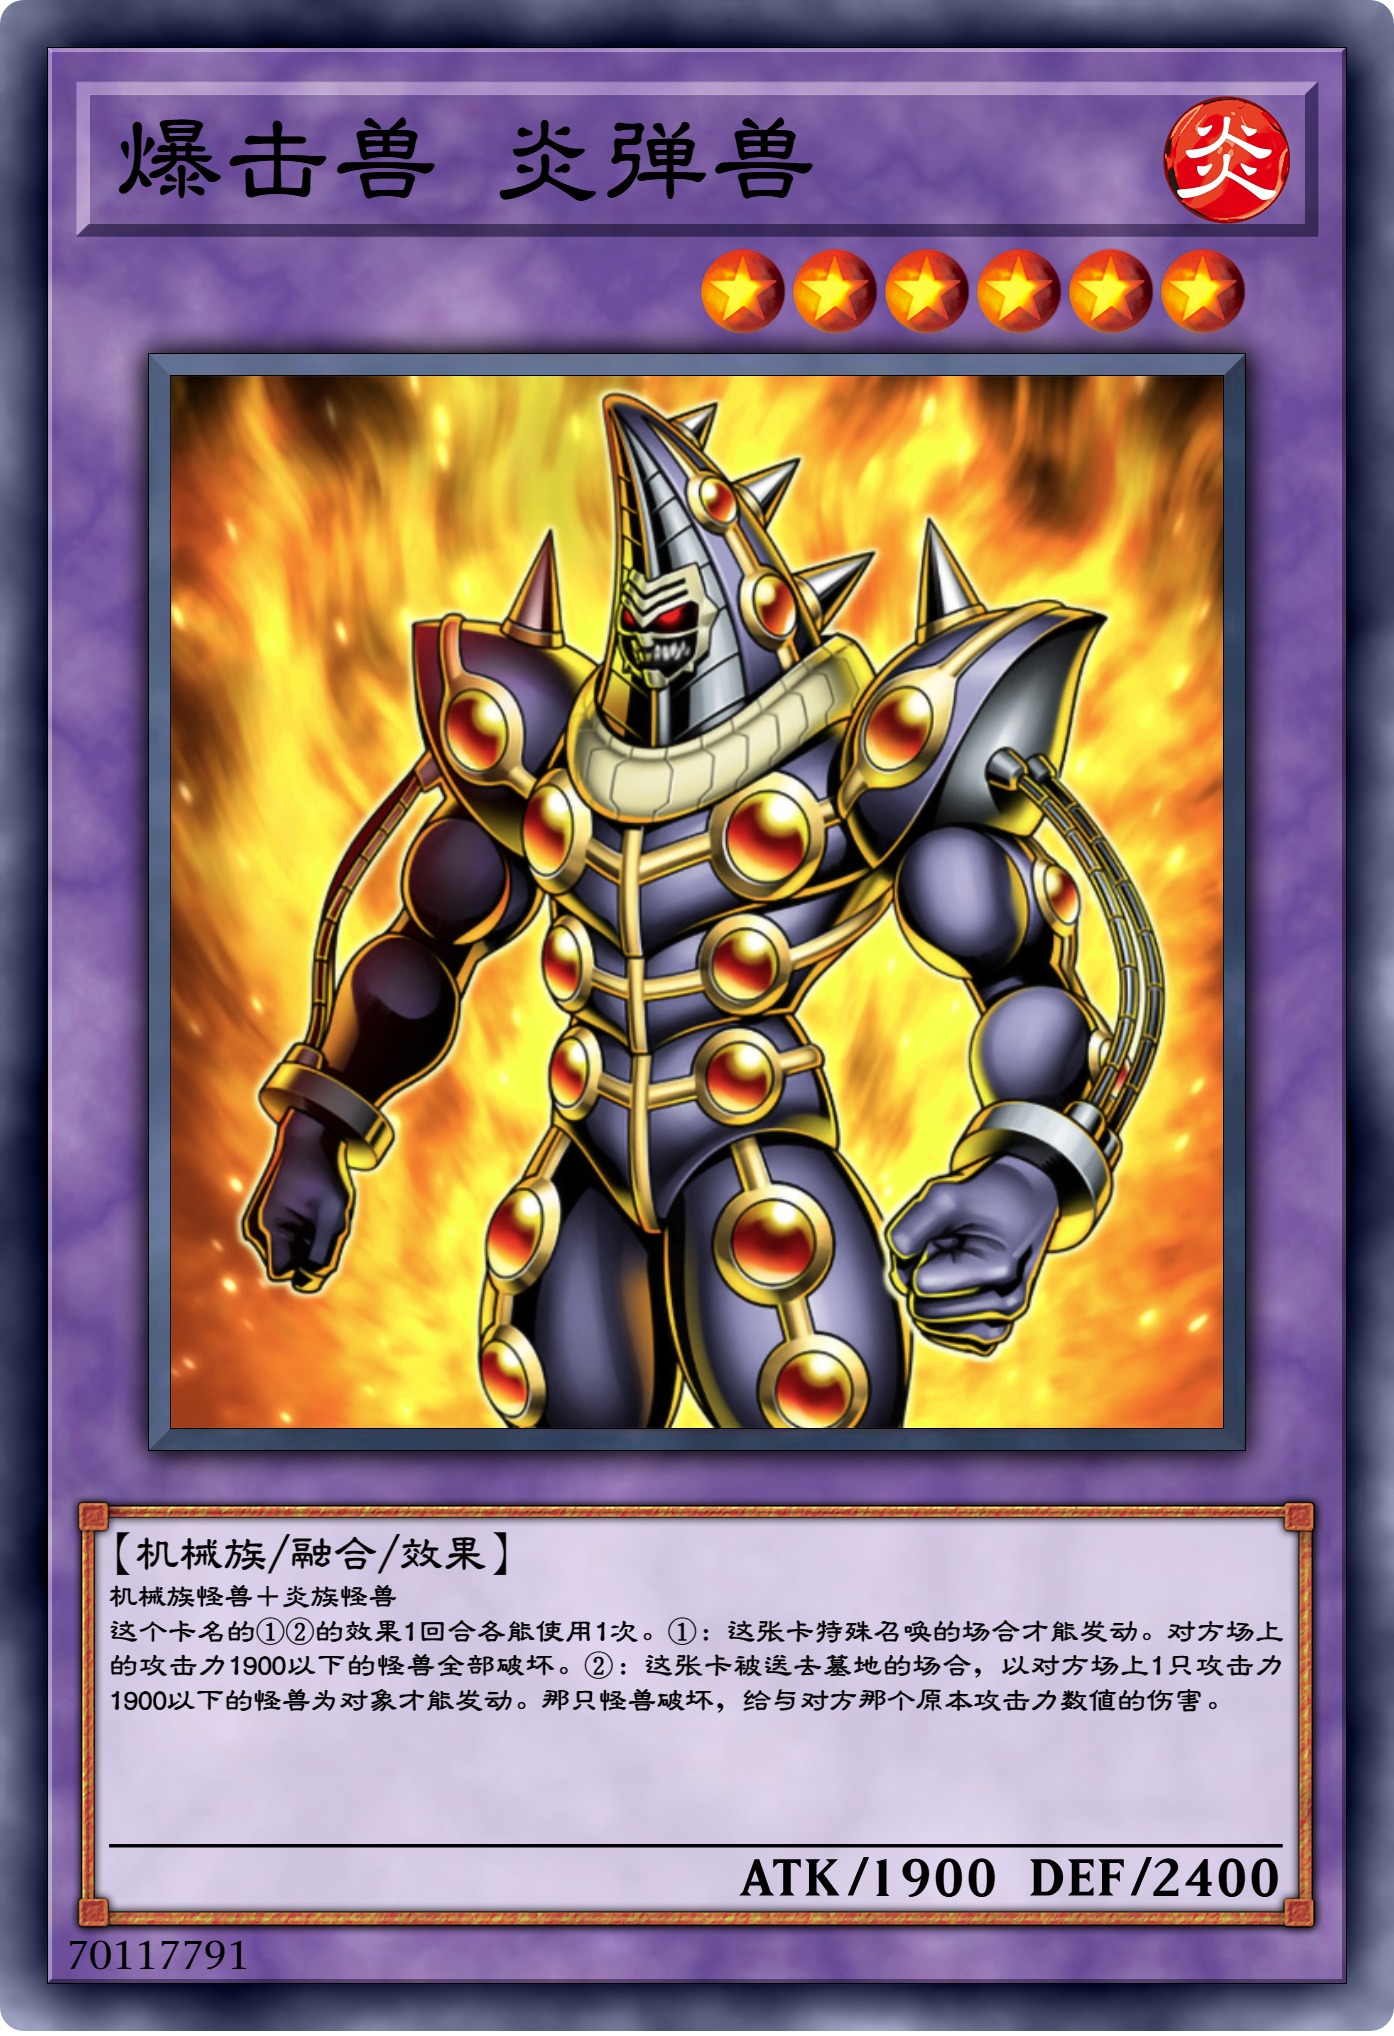 爆击兽 炎弹兽
炎
【机械族/融合/效果】
机械族怪兽＋炎族怪兽
这个卡名的①②的效果1回合各能使用1次。①：这张卡特殊召唤的场合才能发动。对方场上
的攻击力1900以下的怪兽全部破坏。②：这张卡被送去墓地的场合，以对方场上1只攻击力
1900以下的怪兽为对象才能发动。那只怪兽破坏，给与对方那个原本攻击力数值的伤害。
ATK/1900 DEF/2400
70117791